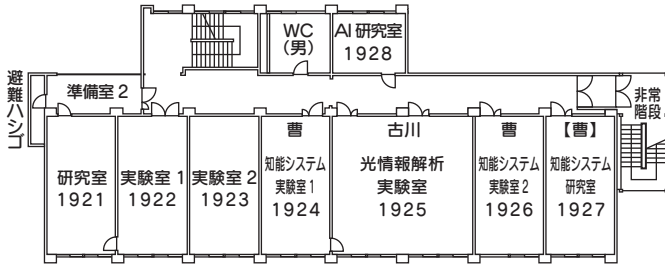 WC
(男)
AI 研究室
1928
避難ハシゴ
準備室 2
非常
階段
研究室
1921
実験室 1
1922
実験室 2
1923
曹
知能システム
実験室1
1924
古川
光情報解析
実験室
1925
曹
知能システム
実験室2
1926
【曹】
知能システム
研究室
1927